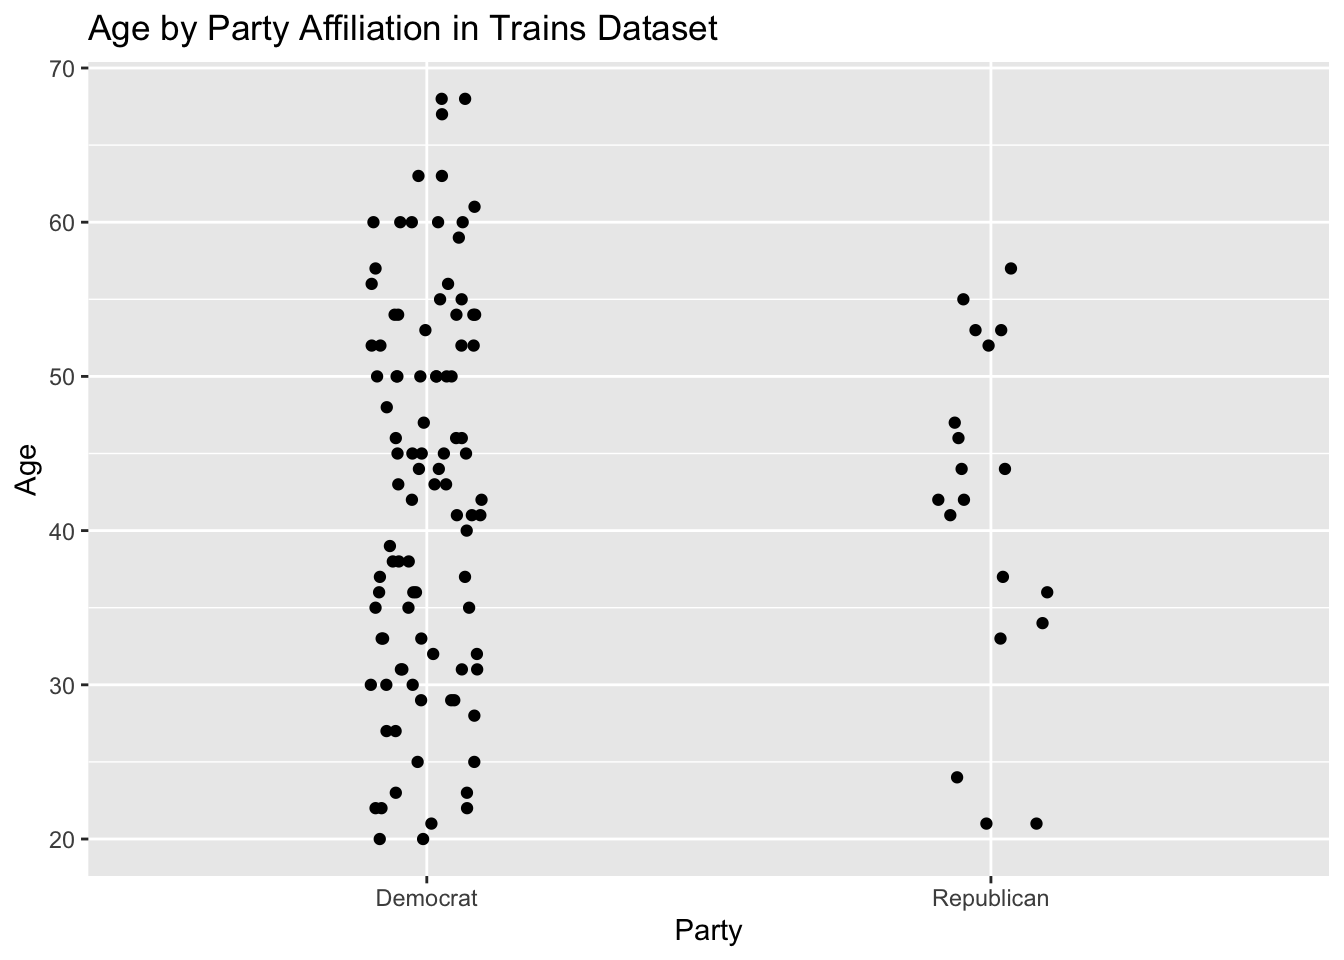 Age by Party Affiliation in Trains Dataset
70
60
50
40
30
20
Age
Democrat
Republican
Party